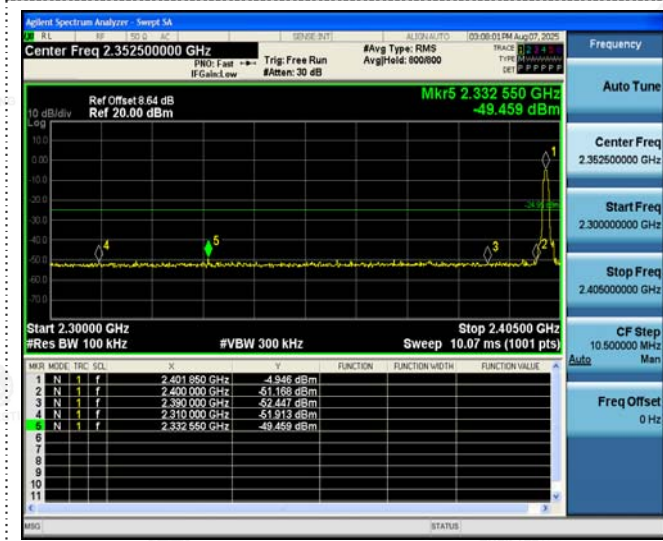 Agilent Spectrum Analyzer - Swept SA
RL RF 50 Ω AC SENSE:INT ALIGN AUTO 03:08:01 PM Aug 07, 2025
Center Freq 2.352500000 GHz
PNO: Fast
IFGain:Low
Trig: Free Run
#Atten: 30 dB
#Avg Type: RMS
Avg|Hold: 800/800
TRACE 1 2 3 4 5 6
TYPE MWWWWW
DET P P P P P P
Frequency
Auto Tune
Center Freq
2.352500000 GHz
Start Freq
2.300000000 GHz
Stop Freq
2.405000000 GHz
CF Step
10.500000 MHz
Auto Man
Freq Offset
0 Hz
Mkr5 2.332 550 GHz
-49.459 dBm
Ref Offset 8.64 dB
10 dB/div Ref 20.00 dBm
Log
10.0
0.00
-10.0
-20.0
-30.0
-40.0
-50.0
-60.0
-70.0
1
2
3
4
5
Start 2.30000 GHz Stop 2.40500 GHz
#Res BW 100 kHz #VBW 300 kHz Sweep 10.07 ms (1001 pts)
MKR MODE TRC SCL X Y FUNCTION FUNCTION WIDTH FUNCTION VALUE
1 N 1 f 2.401 850 GHz -4.946 dBm
2 N 1 f 2.400 000 GHz -51.168 dBm
3 N 1 f 2.390 000 GHz -52.447 dBm
4 N 1 f 2.310 000 GHz -51.913 dBm
5 N 1 f 2.332 550 GHz -49.459 dBm
6
7
8
9
10
11
MSG STATUS